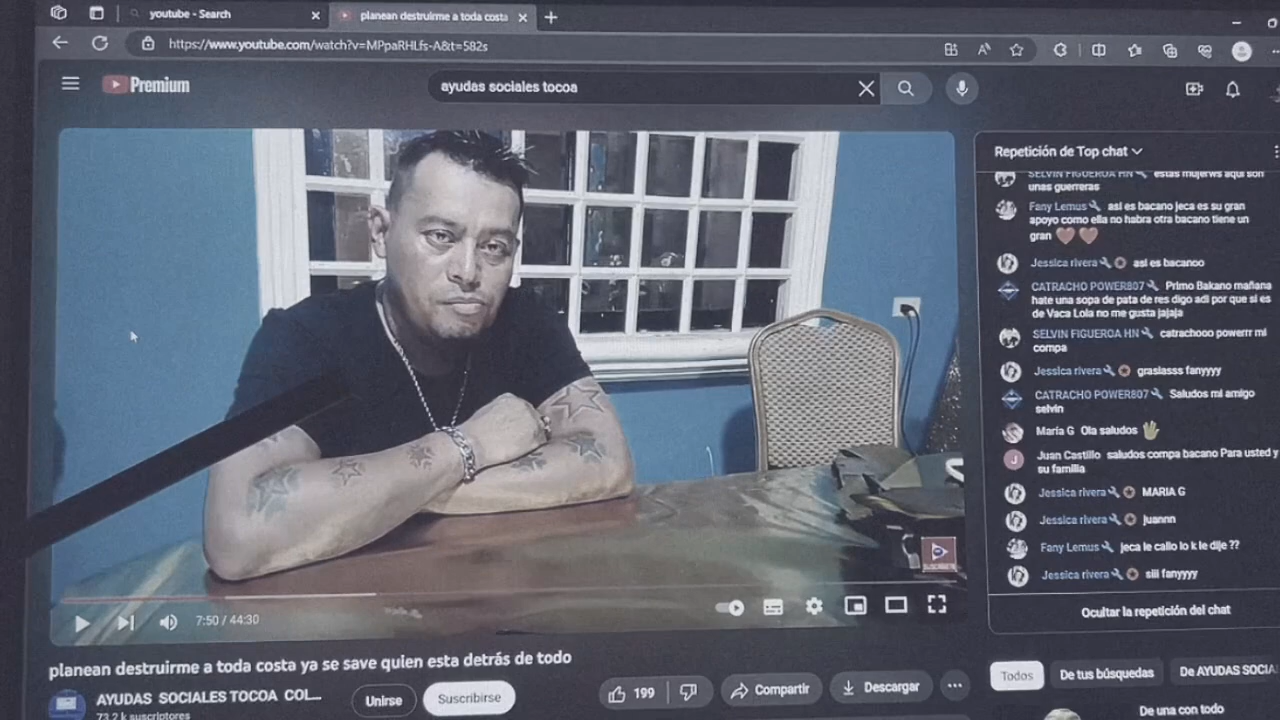 youtube - Search
planean destruirme a toda costa
https://www.youtube.com/watch?v=MPpaRHLfs-A&t=582s
Premium
ayudas sociales tocoa
Repetición de Top chat
SELVIN FIGUEROA HN estas mujerws aqui son
unas guerreras
Fany Lemus asi es bacano jeca es su gran
apoyo como ella no habra otra bacano tiene un
gran
Jessica rivera asi es bacanoo
CATRACHO POWER807 Primo Bakano mañana
hate una sopa de pata de res digo adi por que si es
de Vaca Lola no me gusta jajaja
SELVIN FIGUEROA HN catrachooo powerrr mi
compa
Jessica rivera grasiasss fanyyyy
CATRACHO POWER807 Saludos mi amigo
selvin
María G Ola saludos
J Juan Castillo saludos compa bacano Para usted y
su familia
Jessica rivera MARIA G
Jessica rivera juannn
Fany Lemus jeca le callo lo k le dije ??
Jessica rivera siii fanyyyy
Ocultar la repetición del chat
7:50 / 44:30
planean destruirme a toda costa ya se save quien esta detrás de todo
AYUDAS SOCIALES TOCOA COL...
73.2 k suscriptores
Unirse
Suscribirse
199
Compartir
Descargar
Todos
De tus búsquedas
De AYUDAS SOCIA
De una con todo